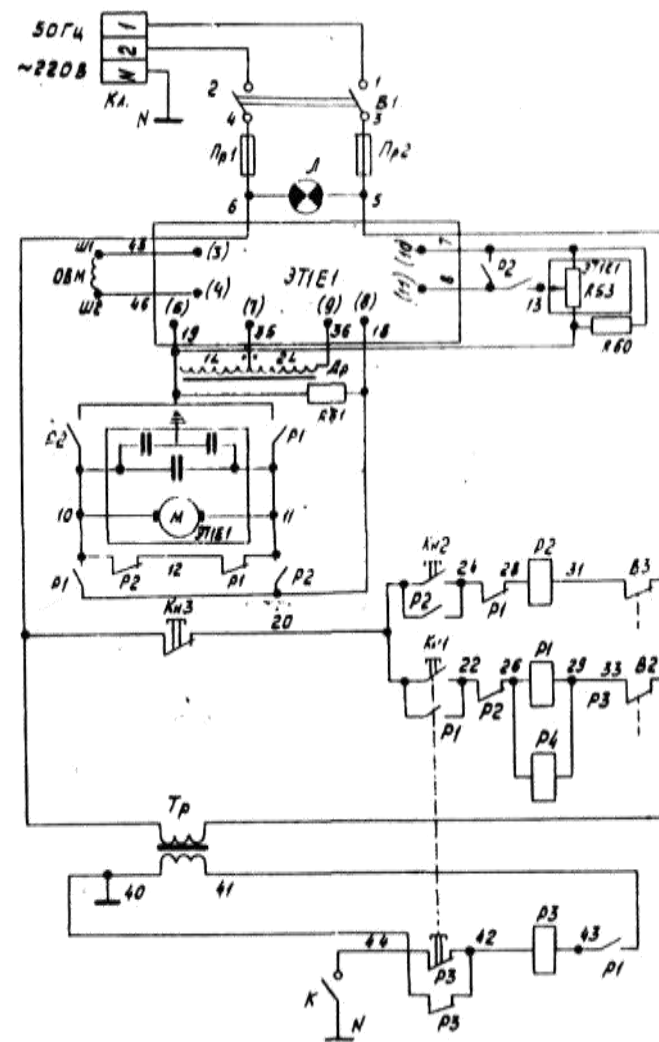 50ГЦ
~220В
1
2
N
КЛ.
N
2
1
В1
4
3
Пр1
Пр2
Л
6
5
Ш1
48
(3)
ОВМ
Ш2
46
(4)
ЭТ1Е1
(10)
7
(11)
8
Р2
13
ЭТ1Е1
R63
R60
(6)
(7)
(9)
(8)
19
35
36
18
1Д
2Д
Др
R61
Р2
Р1
10
М
11
ЭТ1Е1
Р1
Р2
12
Р1
Р2
Кн3
20
Кн2
24
28
Р2
31
В3
Р2
Р1
Кн1
22
26
Р1
29
33
В2
Р1
Р2
Р3
Р4
Тр
40
41
44
Р3
42
Р3
43
Р1
К
N
Р3